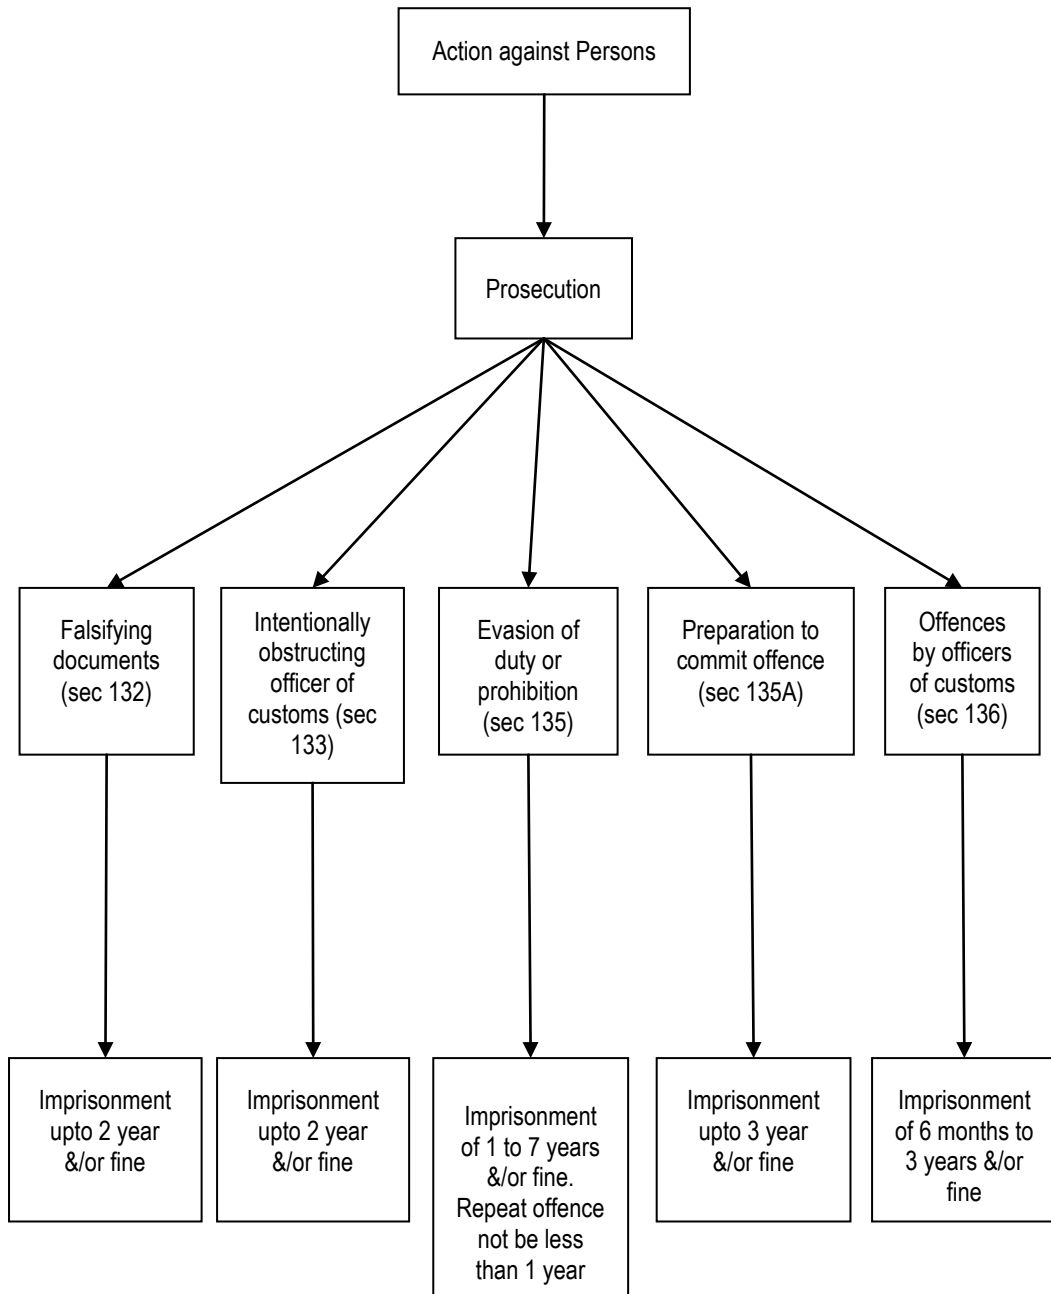 Action against Persons
Prosecution
Falsifying
documents
(sec 132)
Intentionally
obstructing
officer of
customs (sec
133)
Evasion of
duty or
prohibition
(sec 135)
Preparation to
commit offence
(sec 135A)
Offences
by officers
of customs
(sec 136)
Imprisonment
upto 2 year
&/or fine
Imprisonment
upto 2 year
&/or fine
Imprisonment
of 1 to 7 years
&/or fine.
Repeat offence
not be less
than 1 year
Imprisonment
upto 3 year
&/or fine
Imprisonment
of 6 months to
3 years &/or
fine